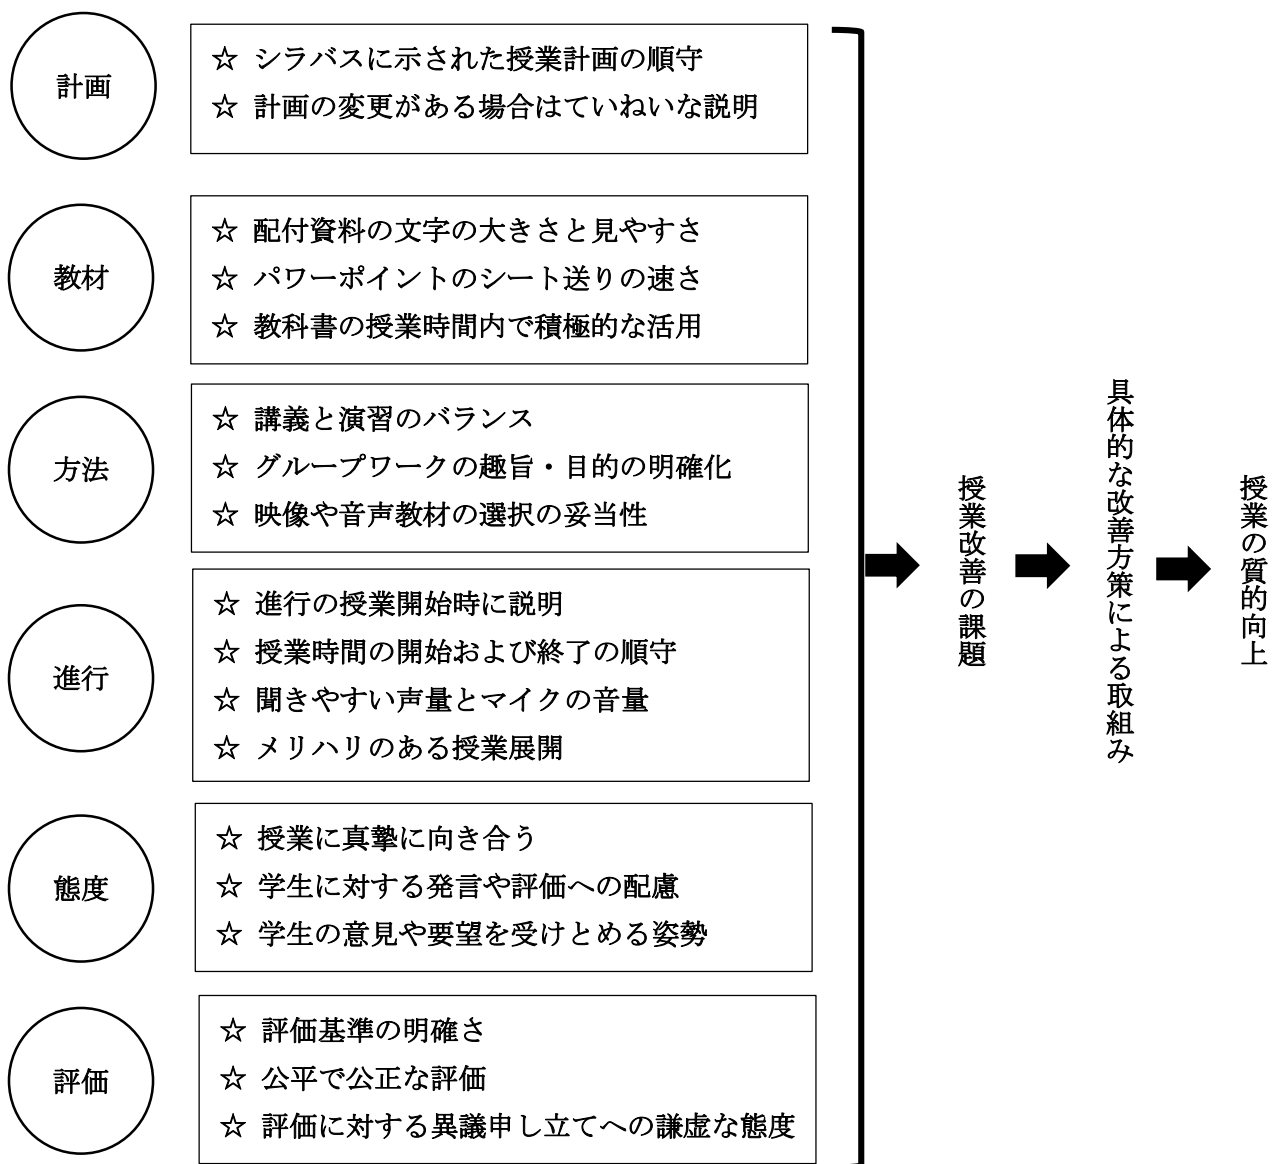 計画
☆ シラバスに示された授業計画の順守
☆ 計画の変更がある場合はていねいな説明
教材
☆ 配付資料の文字の大きさと見やすさ
☆ パワーポイントのシート送りの速さ
☆ 教科書の授業時間内で積極的な活用
方法
☆ 講義と演習のバランス
☆ グループワークの趣旨・目的の明確化
☆ 映像や音声教材の選択の妥当性
進行
☆ 進行の授業開始時に説明
☆ 授業時間の開始および終了の順守
☆ 聞きやすい声量とマイクの音量
☆ メリハリのある授業展開
態度
☆ 授業に真摯に向き合う
☆ 学生に対する発言や評価への配慮
☆ 学生の意見や要望を受けとめる姿勢
評価
☆ 評価基準の明確さ
☆ 公平で公正な評価
☆ 評価に対する異議申し立てへの謙虚な態度
授業改善の課題
具体的な改善方策による取組み
授業の質的向上